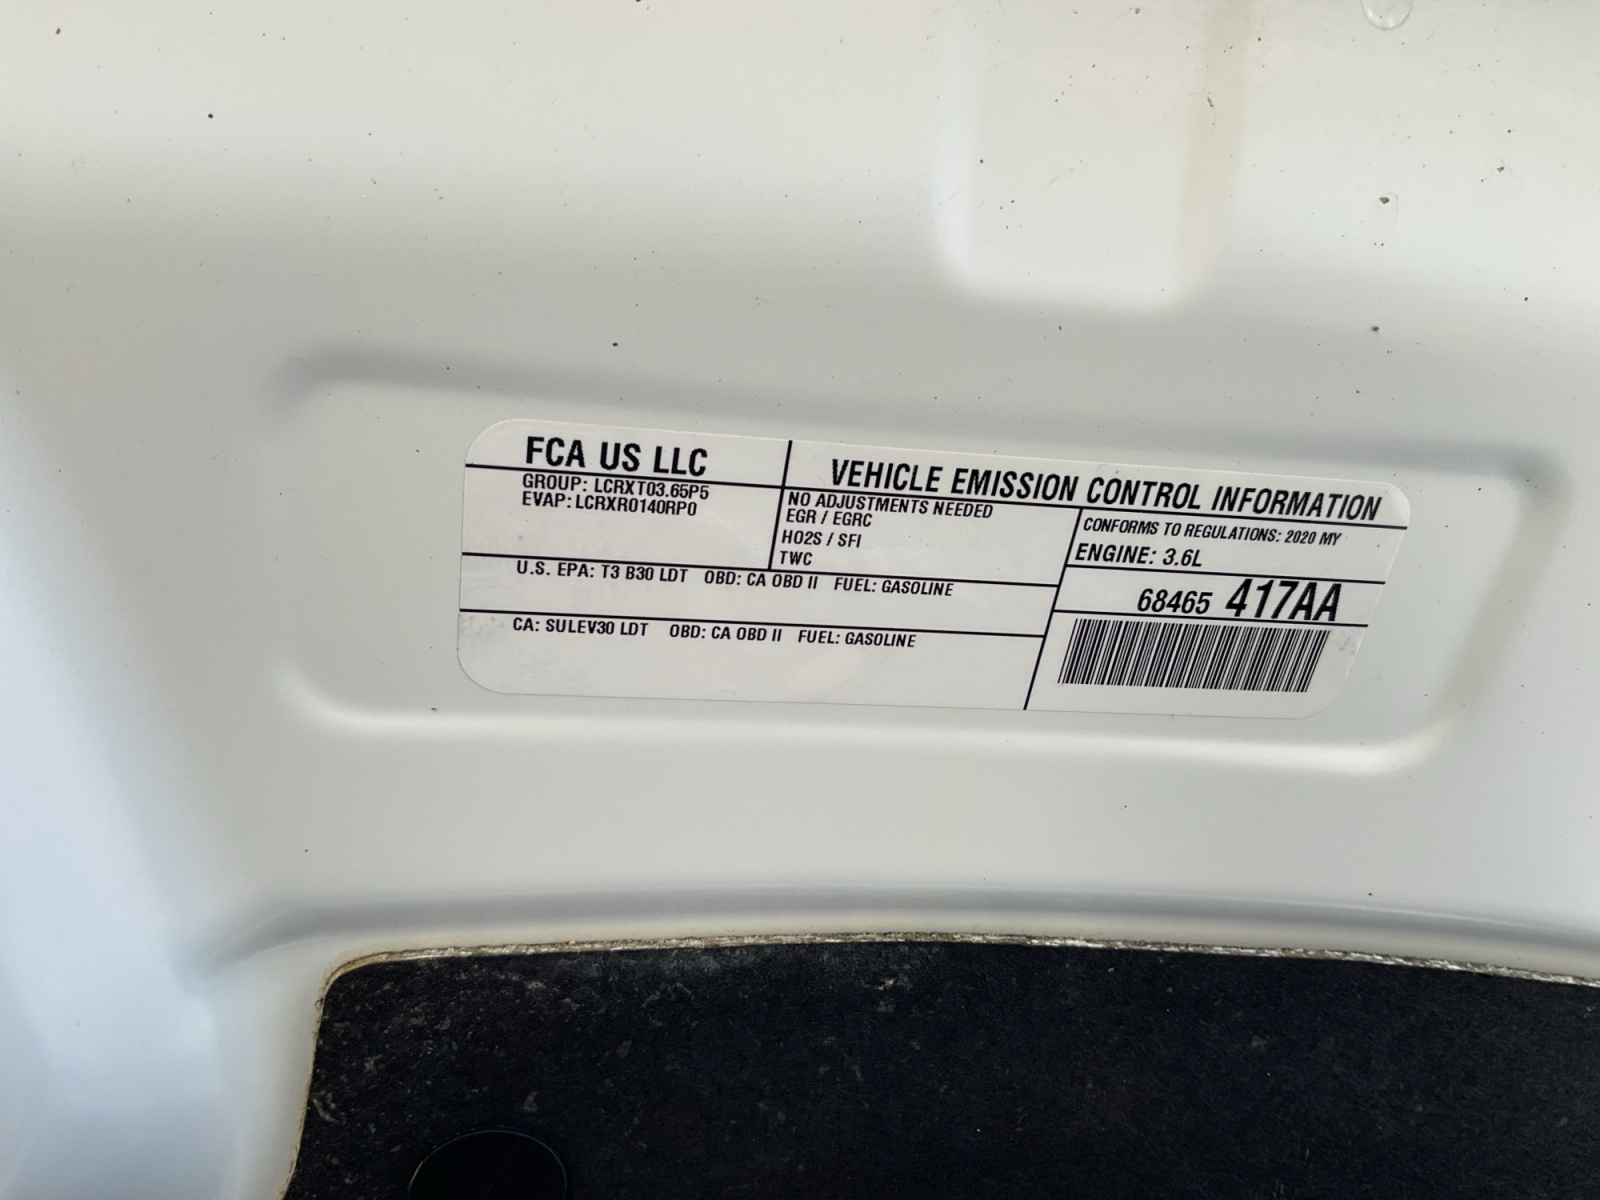 FCA US LLC
GROUP: LCRXT03.65P5
EVAP: LCRXR0140RP0
VEHICLE EMISSION CONTROL INFORMATION
NO ADJUSTMENTS NEEDED
EGR / EGRC
HO2S / SFI
TWC
CONFORMS TO REGULATIONS: 2020 MY
ENGINE: 3.6L
U.S. EPA: T3 B30 LDT OBD: CA OBD II FUEL: GASOLINE
68465 417AA
CA: SULEV30 LDT OBD: CA OBD II FUEL: GASOLINE